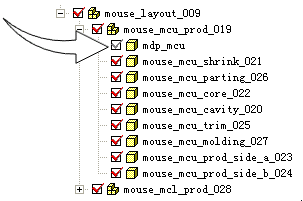 mouse_layout_009
mouse_mcu_prod_019
mdp_mcu
mouse_mcu_shrink_021
mouse_mcu_parting_026
mouse_mcu_core_022
mouse_mcu_cavity_020
mouse_mcu_trim_025
mouse_mcu_molding_027
mouse_mcu_prod_side_a_023
mouse_mcu_prod_side_b_024
mouse_mcl_prod_028